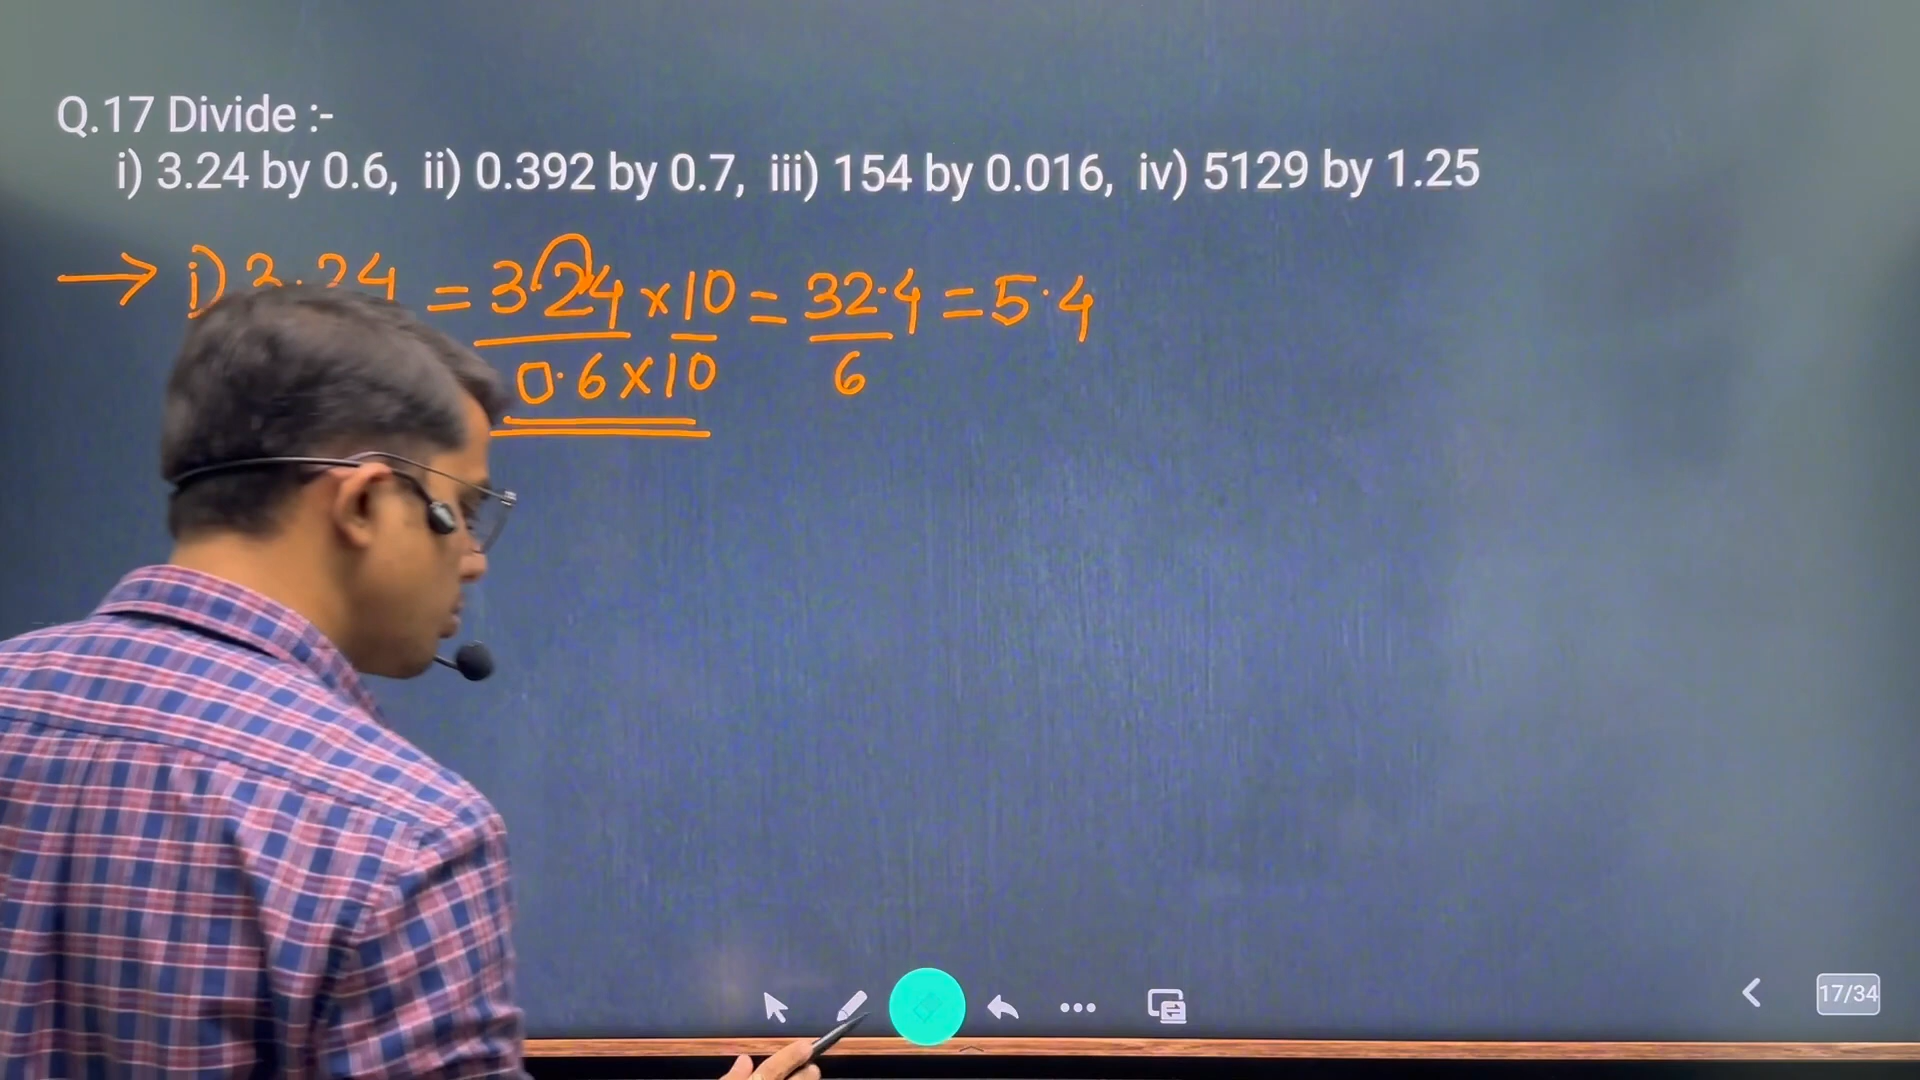 Q.17 Divide :-
i) 3.24 by 0.6, ii) 0.392 by 0.7, iii) 154 by 0.016, iv) 5129 by 1.25
→ i) 3.24 = 3.24 × 10 = 32.4 = 5.4
0.6 × 10 6
17/34